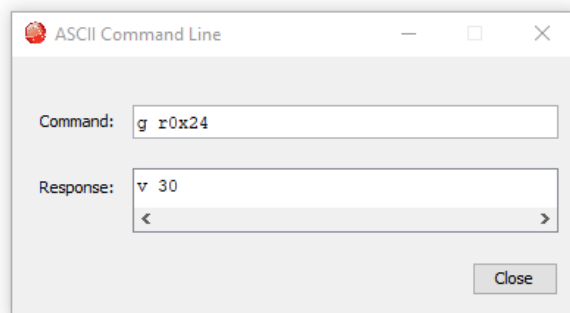 ASCII Command Line
Command: g r0x24
Response: v 30
Close